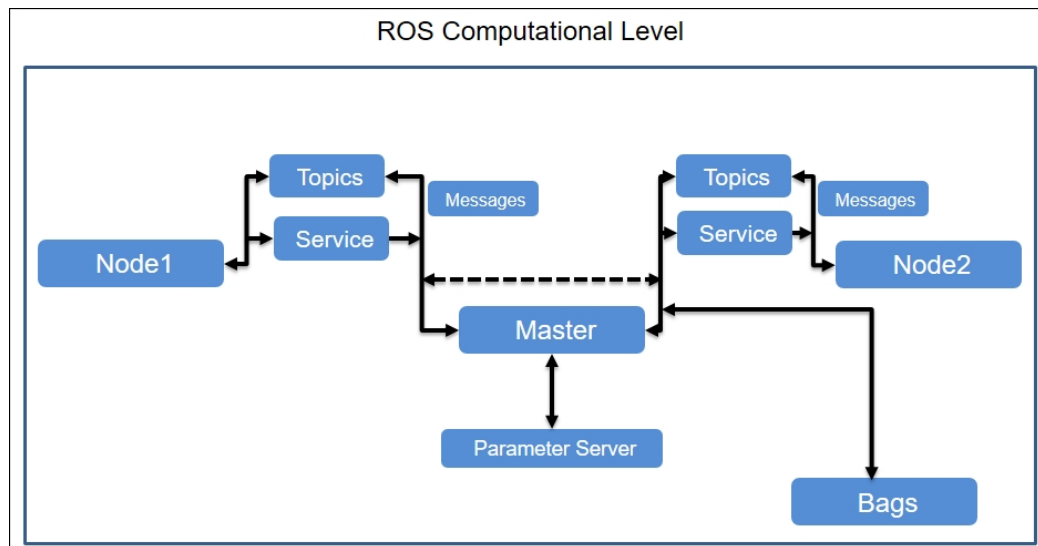 ROS Computational Level
Topics
Topics
Messages
Messages
Service
Service
Node1
Node2
Master
Parameter Server
Bags